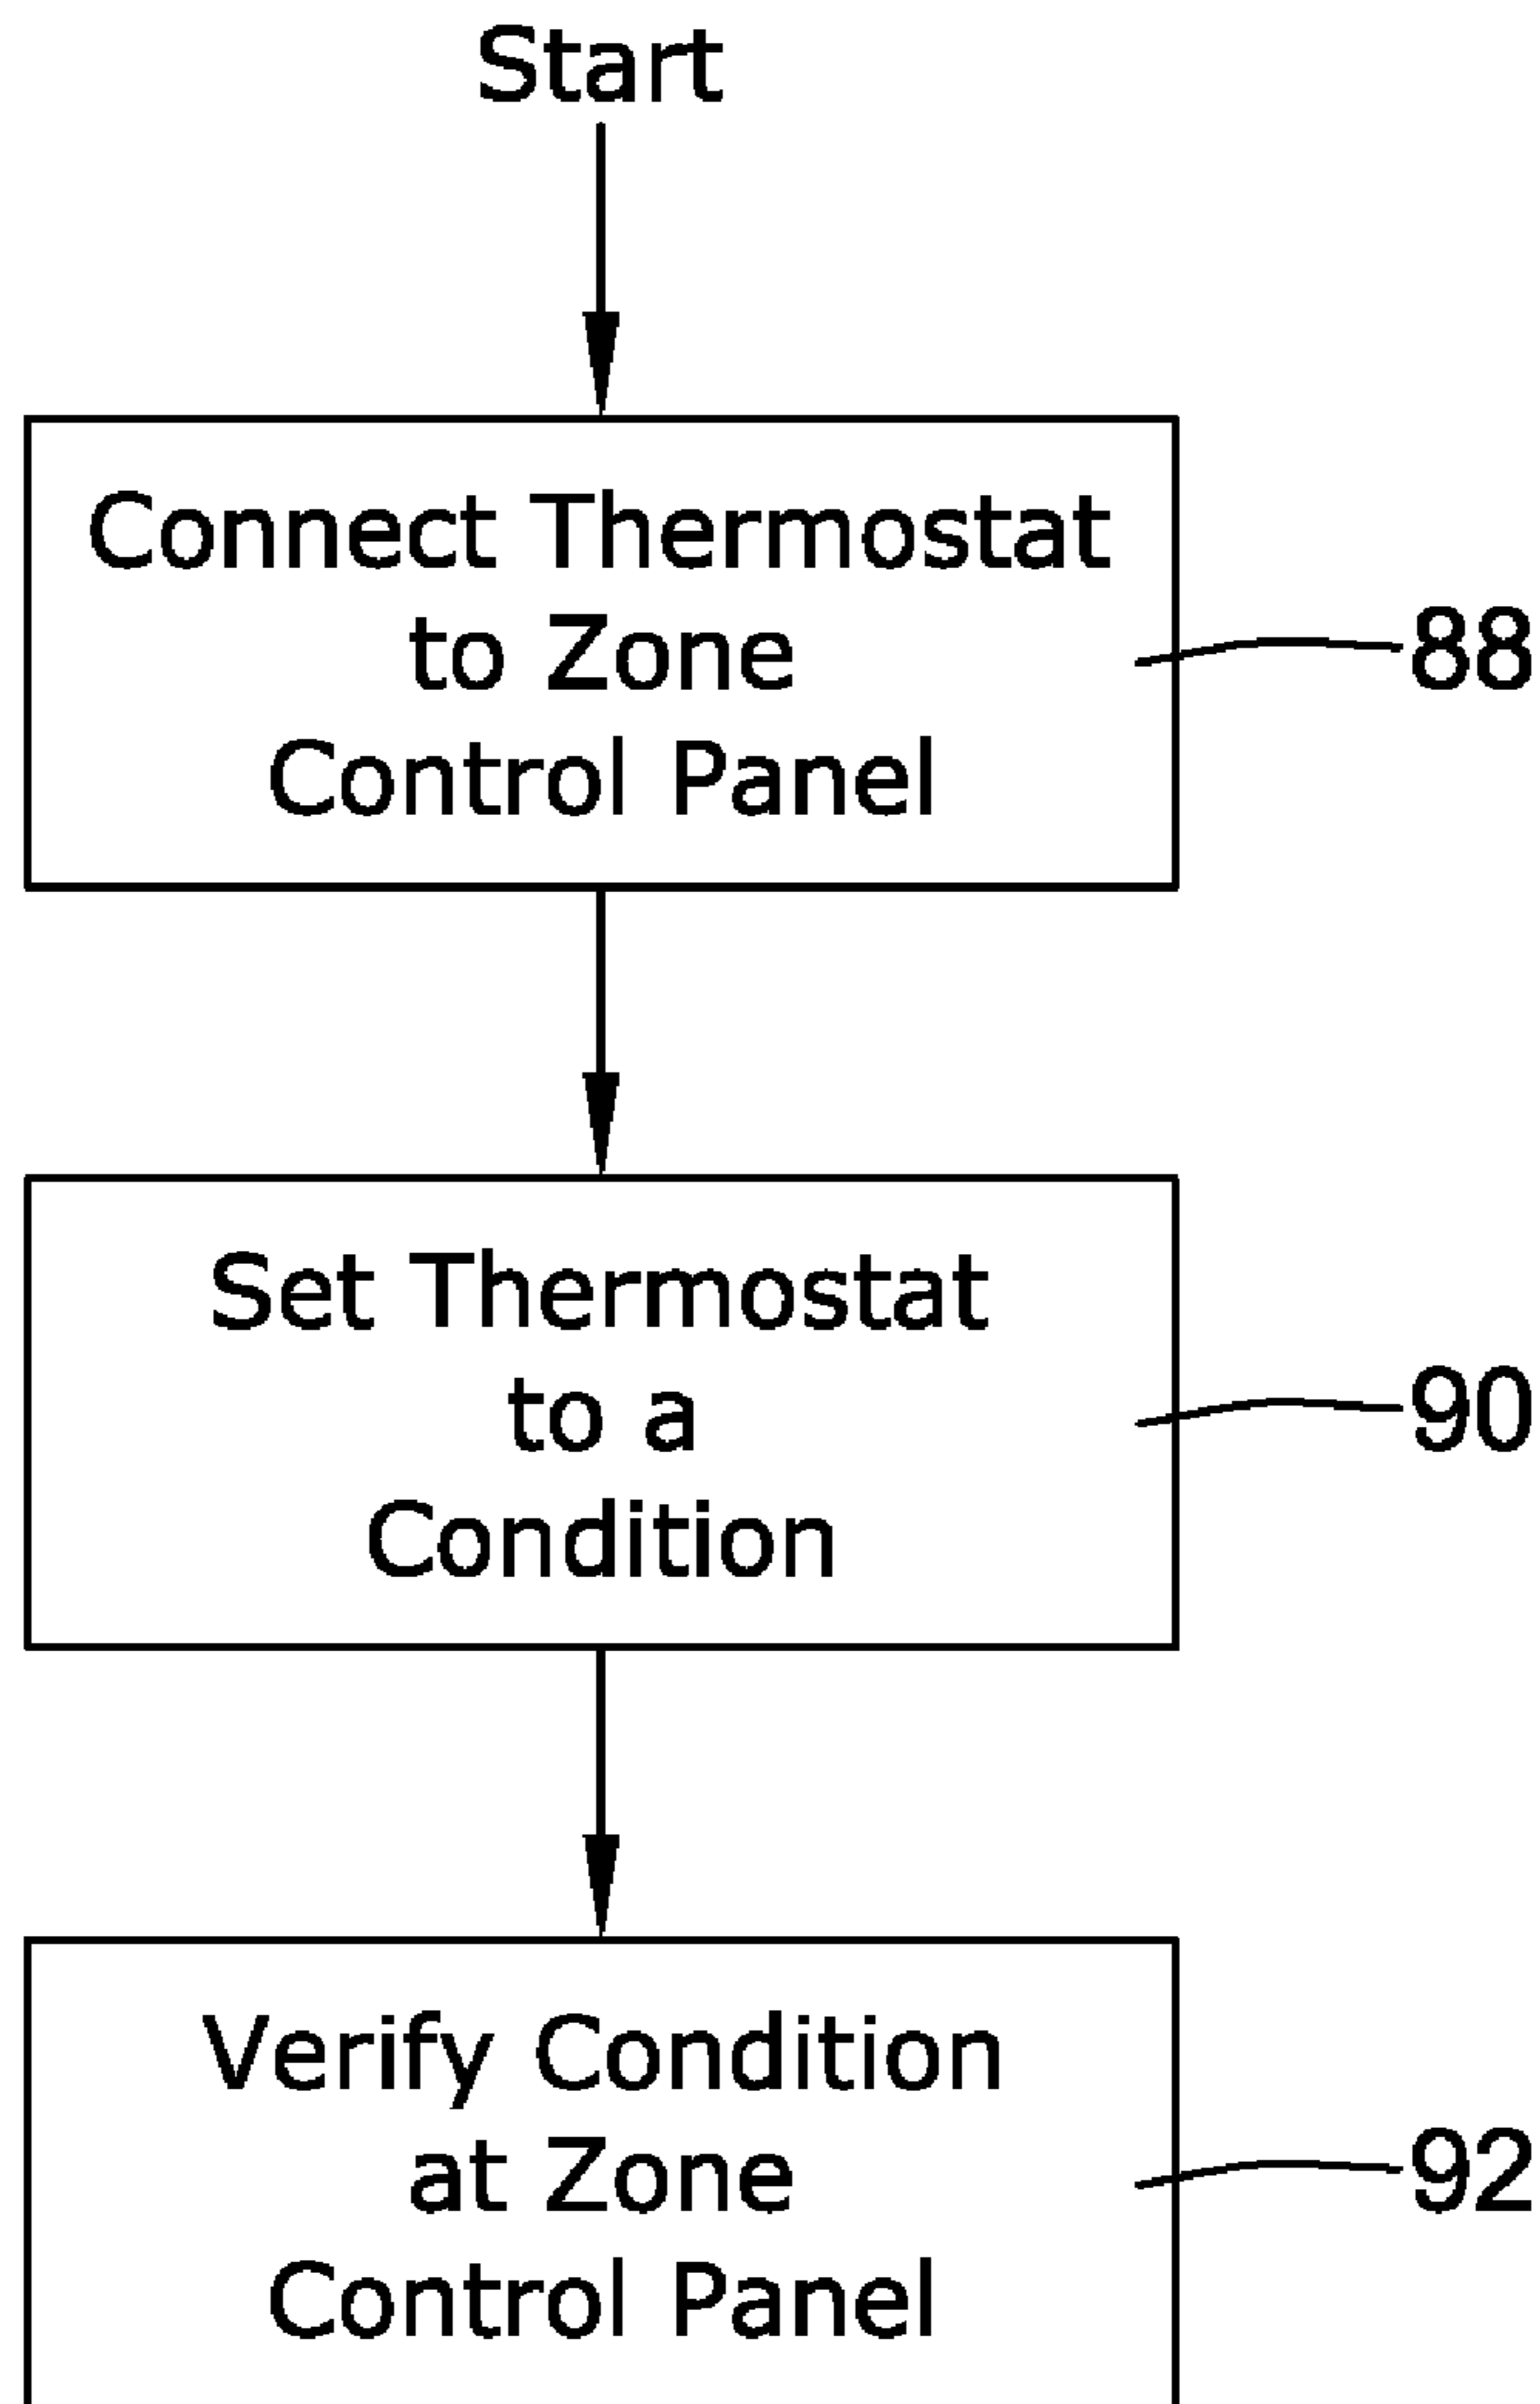 Start
Connect Thermostat
to Zone
Control Panel
88
Set Thermostat
to a
Condition
90
Verify Condition
at Zone
Control Panel
92